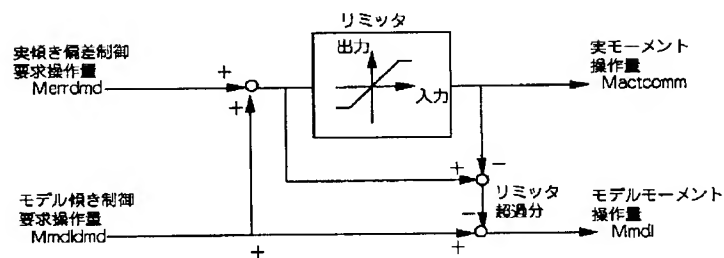 リミッタ
実傾き偏差制御
要求操作量
Merrdmd
+
+
出力
入力
実モーメント
操作量
Mactcomm
+
−
リミッタ
超過分
モデル傾き制御
要求操作量
Mmdldmd
+
+
−
モデルモーメント
操作量
Mmdl